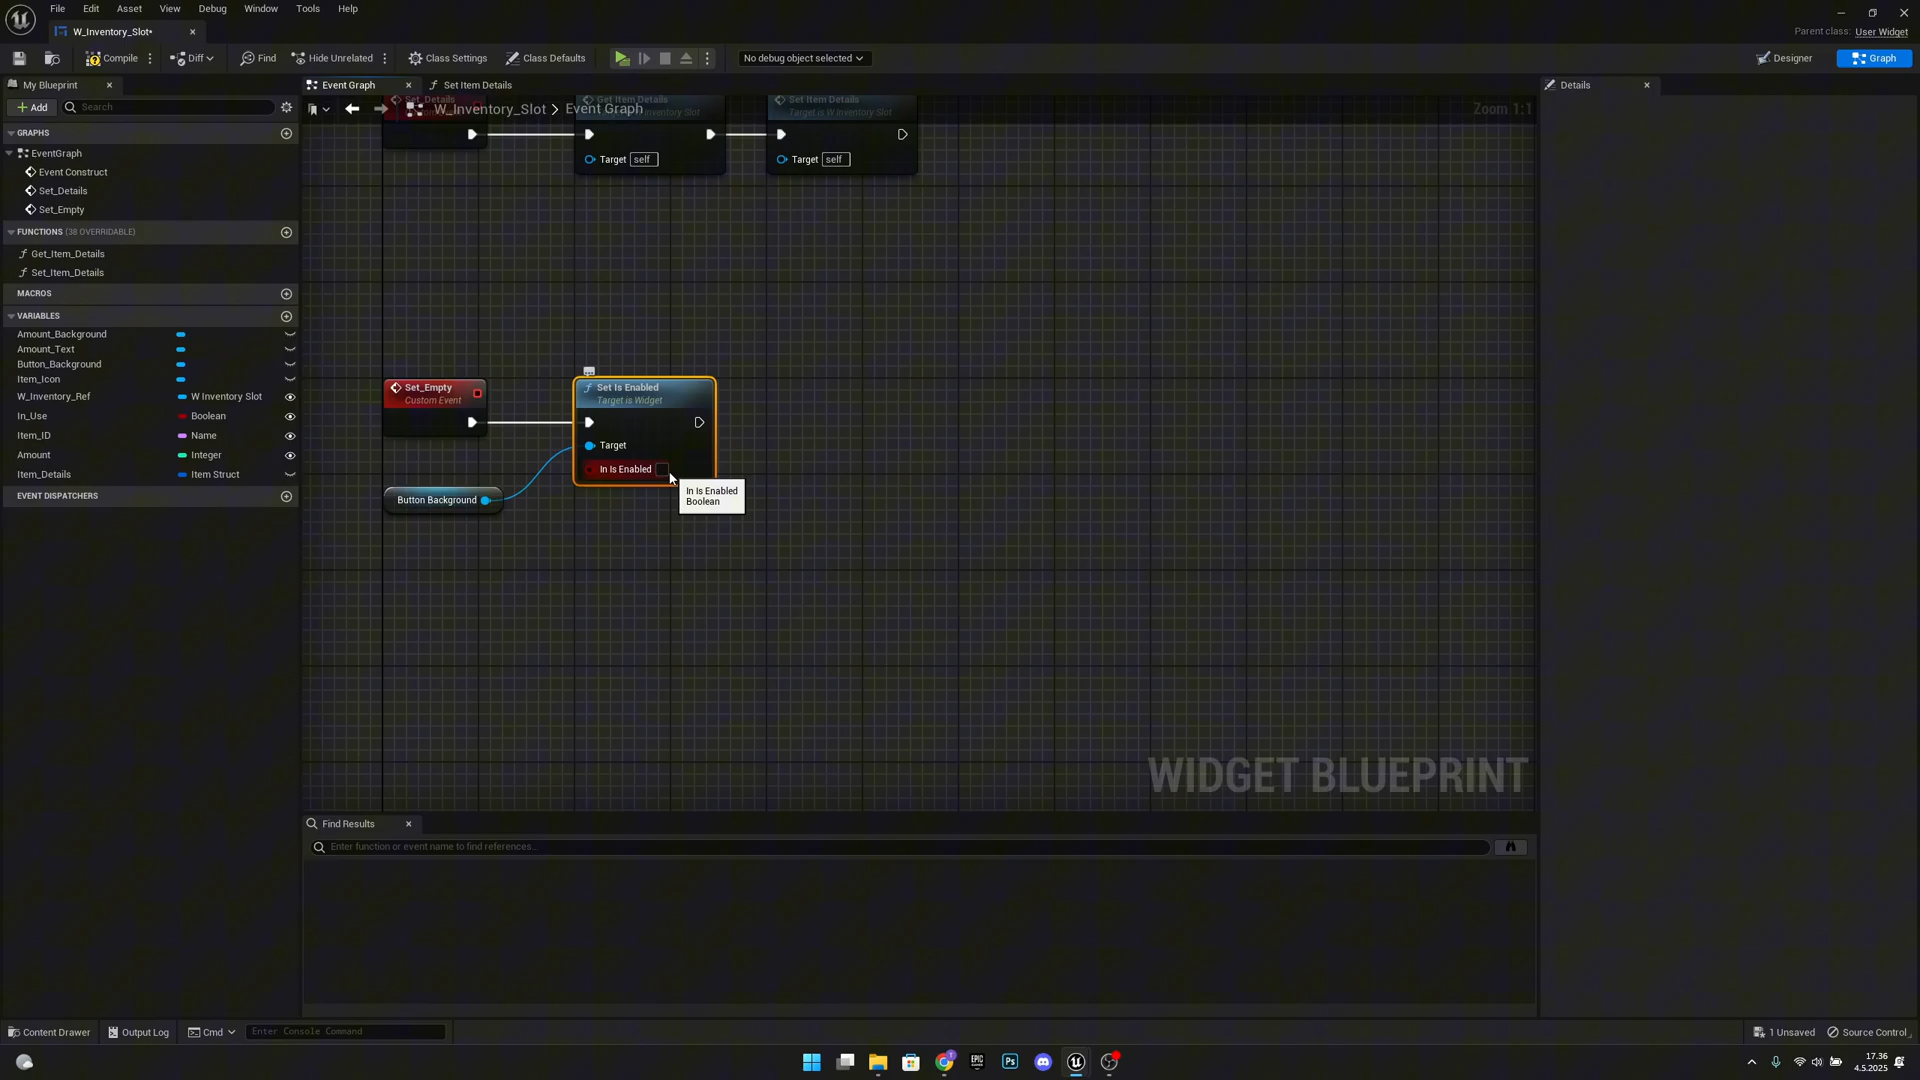 File Edit Asset View Debug Window Tools Help
W_Inventory_Slot•
Parent class: User Widget
Compile Diff Find Hide Unrelated Class Settings Class Defaults No debug object selected Designer Graph
My Blueprint
Event Graph Set Item Details
Details
Add Search
W_Inventory_Slot > Event Graph
Zoom 1:1
GRAPHS
EventGraph
Event Construct
Set_Details
Set_Empty
FUNCTIONS (38 OVERRIDABLE)
Get_Item_Details
Set_Item_Details
MACROS
VARIABLES
Amount_Background
Amount_Text
Button_Background
Item_Icon
W_Inventory_Ref W Inventory Slot
In_Use Boolean
Item_ID Name
Amount Integer
Item_Details Item Struct
EVENT DISPATCHERS
Set_Details
Get Item Details
Target self
Set Item Details
Target is W Inventory Slot
Target self
Set_Empty
Custom Event
Set Is Enabled
Target is Widget
Target
In Is Enabled
Button Background
In Is Enabled
Boolean
WIDGET BLUEPRINT
Find Results
Enter function or event name to find references...
Content Drawer Output Log Cmd Enter Console Command
1 Unsaved Source Control
Ps
17.36
4.5.2025